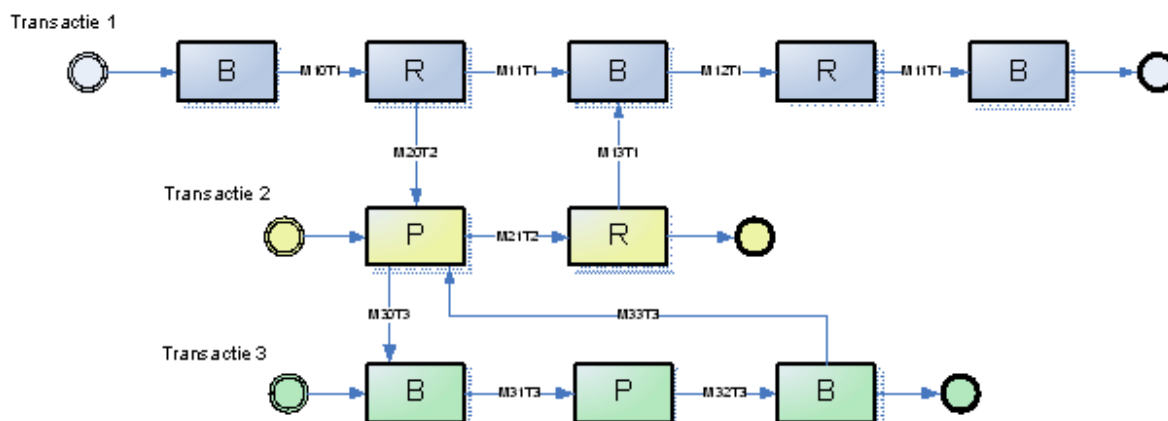 Transactie 1
B M10T1 R M11T1 B M12T1 R M11T1 B
M20T2 M13T1
Transactie 2
P M21T2 R
M30T3 M33T3
Transactie 3
B M31T3 P M32T3 B